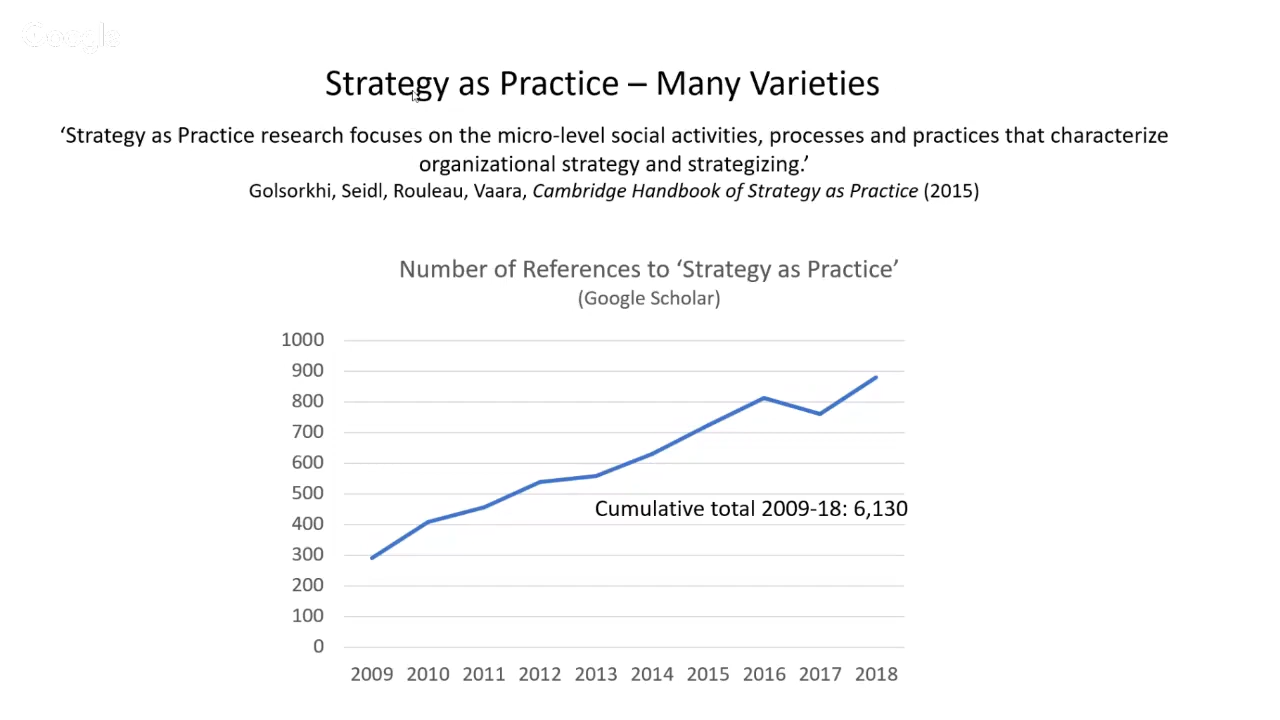 Google
Strategy as Practice – Many Varieties
‘Strategy as Practice research focuses on the micro-level social activities, processes and practices that characterize
organizational strategy and strategizing.’
Golsorkhi, Seidl, Rouleau, Vaara, Cambridge Handbook of Strategy as Practice (2015)
Number of References to ‘Strategy as Practice’
(Google Scholar)
1000
900
800
700
600
500
Cumulative total 2009-18: 6,130
400
300
200
100
0
2009 2010 2011 2012 2013 2014 2015 2016 2017 2018